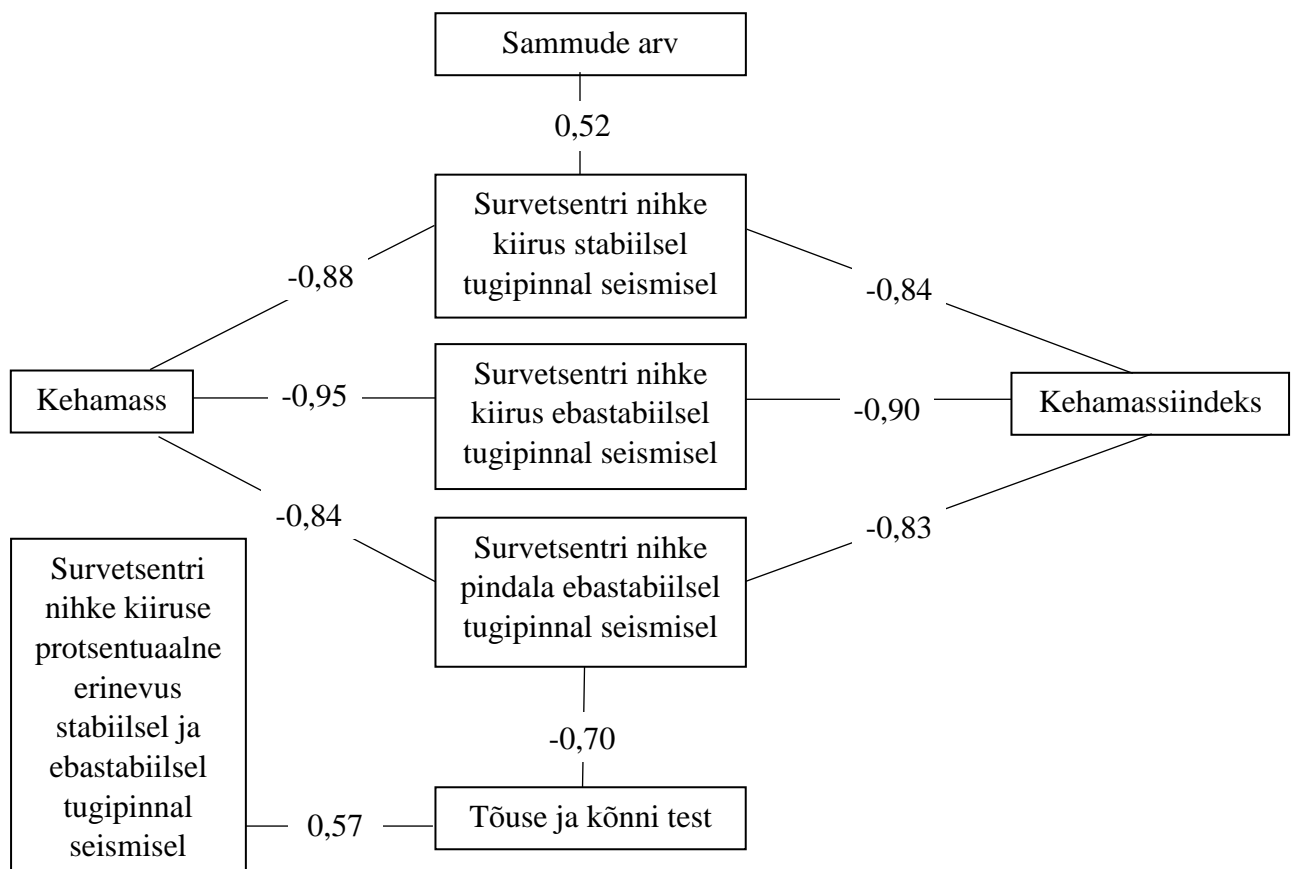 Sammude arv
0,52
Survetsentri nihke
kiirus stabiilsel
tugipinnal seismisel
-0,88
-0,84
Kehamass
-0,95
Survetsentri nihke
kiirus ebastabiilsel
tugipinnal seismisel
-0,90
Kehamassiindeks
-0,84
-0,83
Survetsentri nihke
pindala ebastabiilsel
tugipinnal seismisel
Survetsentri
nihke kiiruse
protsentuaalne
erinevus
stabiilsel ja
ebastabiilsel
tugipinnal
seismisel
-0,70
0,57
Tõuse ja kõnni test